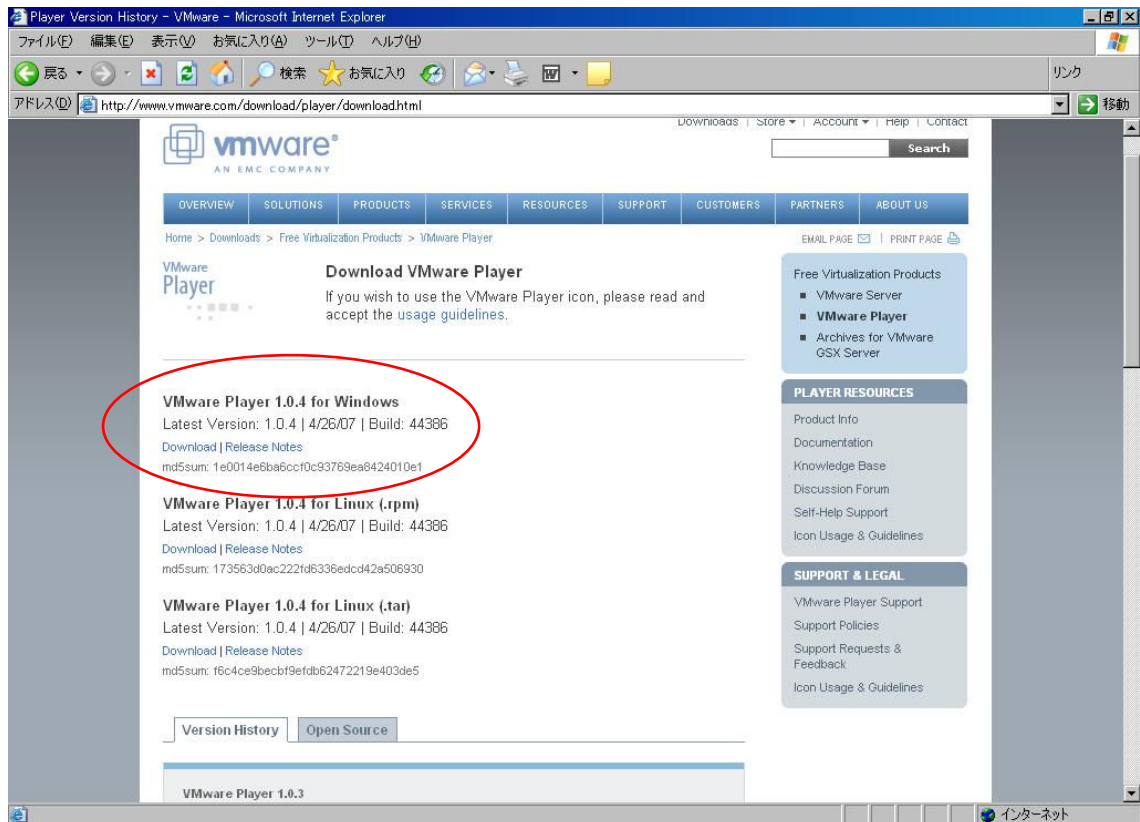 Player Version History - VMware - Microsoft Internet Explorer
ファイル(F) 編集(E) 表示(V) お気に入り(A) ツール(T) ヘルプ(H)
戻る 検索 お気に入り リンク
アドレス(D) http://www.vmware.com/download/player/download.html 移動
Downloads | Store | Account | Help | Contact
vmware®
AN EMC COMPANY
Search
OVERVIEW SOLUTIONS PRODUCTS SERVICES RESOURCES SUPPORT CUSTOMERS PARTNERS ABOUT US
Home > Downloads > Free Virtualization Products > VMware Player
EMAIL PAGE | PRINT PAGE
VMware
Player
Download VMware Player
If you wish to use the VMware Player icon, please read and
accept the usage guidelines.
VMware Player 1.0.4 for Windows
Latest Version: 1.0.4 | 4/26/07 | Build: 44386
Download | Release Notes
md5sum: 1e0014e6ba6ccf0c93769ea8424010e1
VMware Player 1.0.4 for Linux (.rpm)
Latest Version: 1.0.4 | 4/26/07 | Build: 44386
Download | Release Notes
md5sum: 173563d0ac222fd6336edcd42a506930
VMware Player 1.0.4 for Linux (.tar)
Latest Version: 1.0.4 | 4/26/07 | Build: 44386
Download | Release Notes
md5sum: f6c4ce9becbf9efdb62472219e403de5
Version History Open Source
VMware Player 1.0.3
Free Virtualization Products
VMware Server
VMware Player
Archives for VMware
GSX Server
PLAYER RESOURCES
Product Info
Documentation
Knowledge Base
Discussion Forum
Self-Help Support
Icon Usage & Guidelines
SUPPORT & LEGAL
VMware Player Support
Support Policies
Support Requests &
Feedback
Icon Usage & Guidelines
インターネット